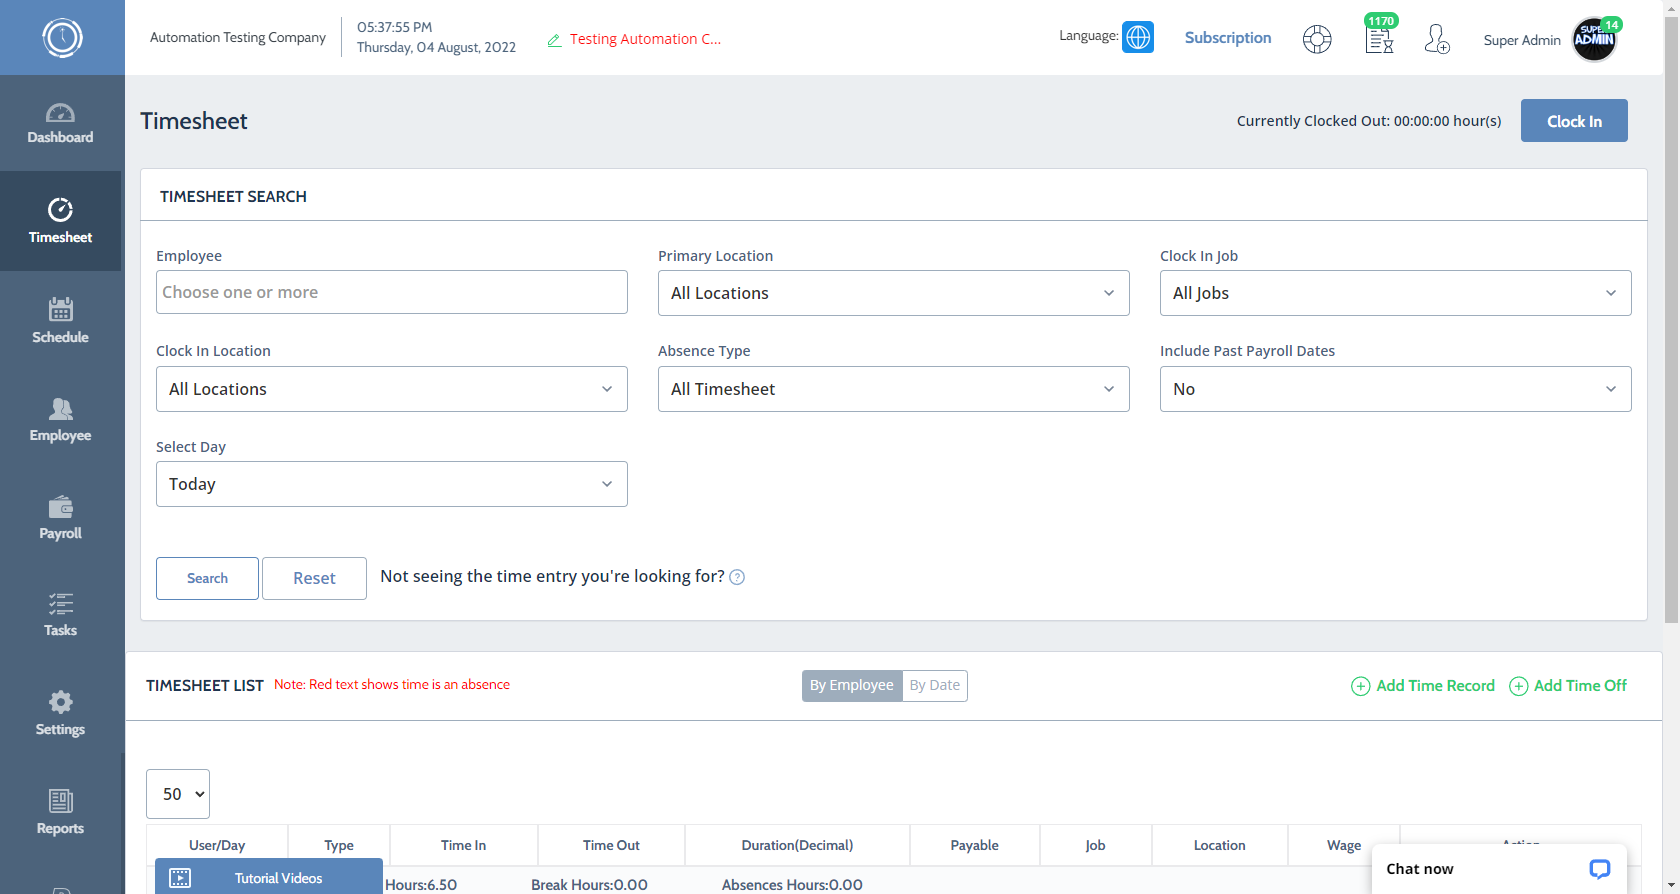 Automation Testing Company
05:37:55 PM
Thursday, 04 August, 2022
Testing Automation C...
Language:
Subscription
1170
Super Admin
SUPER
ADMIN
14
Dashboard
Timesheet
Schedule
Employee
Payroll
Tasks
Settings
Reports
Timesheet
Currently Clocked Out: 00:00:00 hour(s)
Clock In
TIMESHEET SEARCH
Employee
Choose one or more
Primary Location
All Locations
Clock In Job
All Jobs
Clock In Location
All Locations
Absence Type
All Timesheet
Include Past Payroll Dates
No
Select Day
Today
Search
Reset
Not seeing the time entry you're looking for? ?
TIMESHEET LIST
Note: Red text shows time is an absence
By Employee
By Date
Add Time Record
Add Time Off
50
User/Day
Type
Time In
Time Out
Duration(Decimal)
Payable
Job
Location
Wage
Action
Tutorial Videos
Hours:6.50
Break Hours:0.00
Absences Hours:0.00
Chat now